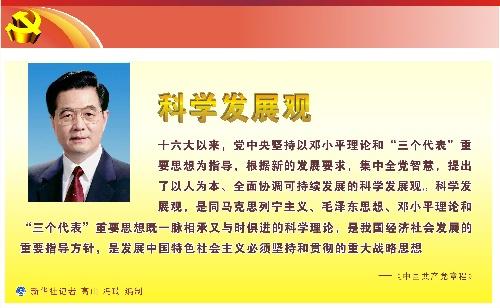 科学发展观
十六大以来，党中央坚持以邓小平理论和“三个代表”重
要思想为指导，根据新的发展要求，集中全党智慧，提出
了以人为本、全面协调可持续发展的科学发展观。科学发
展观，是同马克思列宁主义、毛泽东思想、邓小平理论和
“三个代表”重要思想既一脉相承又与时俱进的科学理论，是我国经济社会发展的
重要指导方针，是发展中国特色社会主义必须坚持和贯彻的重大战略思想
——《中国共产党章程》
新华社记者 高山 冯琦 编制